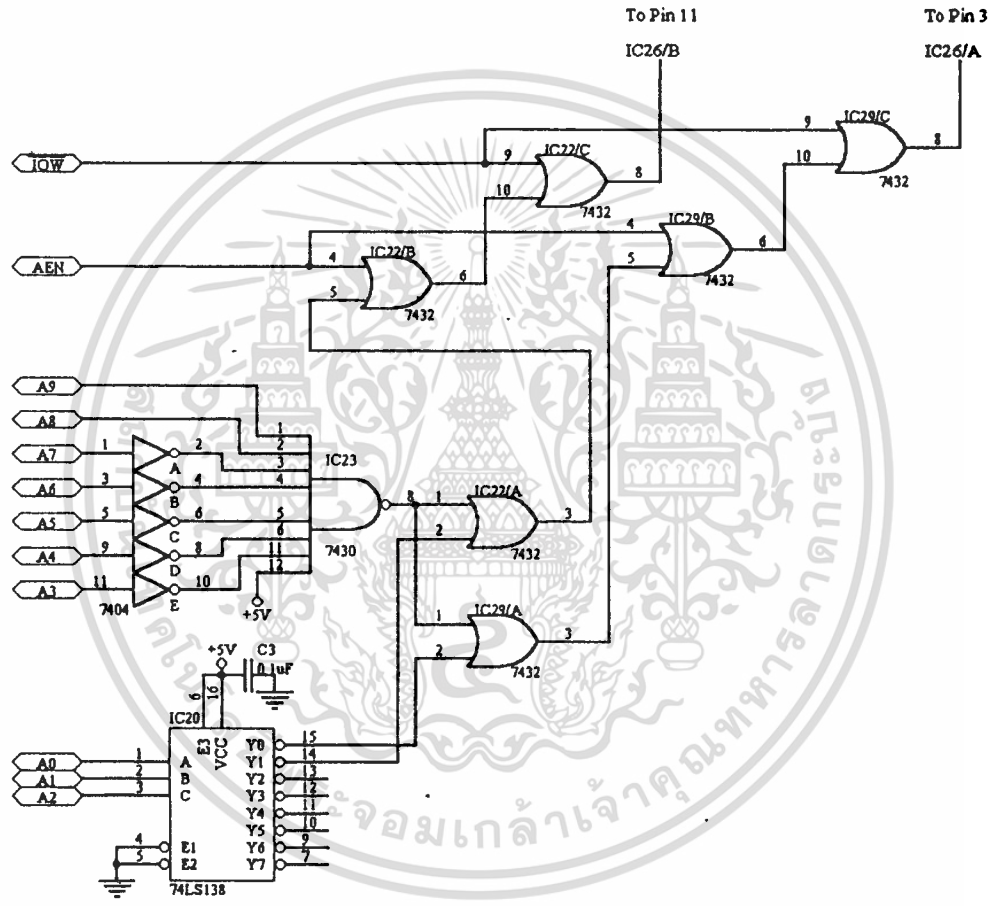 To Pin 11
To Pin 3
IC26/B
IC26/A
IC29/C
9
8
10
7432
IOW
IC22/C
9
8
10
7432
IC29/B
4
6
5
7432
AEN
IC22/B
4
6
5
7432
A9
1
A8
2
A7
1
2
3
IC23
A
A6
3
4
4
8
B
A5
5
6
5
C
A4
9
8
6
D
7430
A3
11
10
11
E
12
7404
+5V
IC22/A
1
3
2
7432
IC29/A
1
3
2
7432
+5V
C3
0.1uF
6
16
IC20
E3
VCC
A0
1
A
Y0
15
A1
2
B
Y1
14
A2
3
C
Y2
13
Y3
12
Y4
11
Y5
10
4
E1
Y6
9
5
E2
Y7
7
74LS138